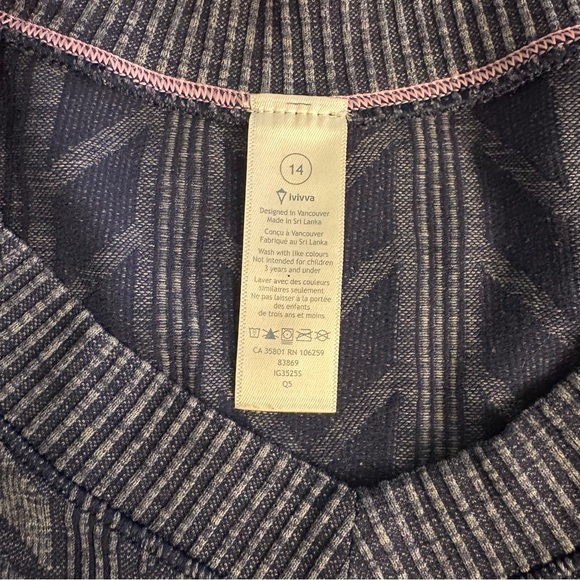 14
ivivva
Designed in Vancouver
Made in Sri Lanka
Conçu à Vancouver
Fabriqué au Sri Lanka
Wash with like colours
Not intended for children
3 years and under
Laver avec des couleurs
similaires seulement
Ne pas laisser à la portée
des enfants
de trois ans et moins
CA 35801 RN 106259
83869
IG3525S
Q5